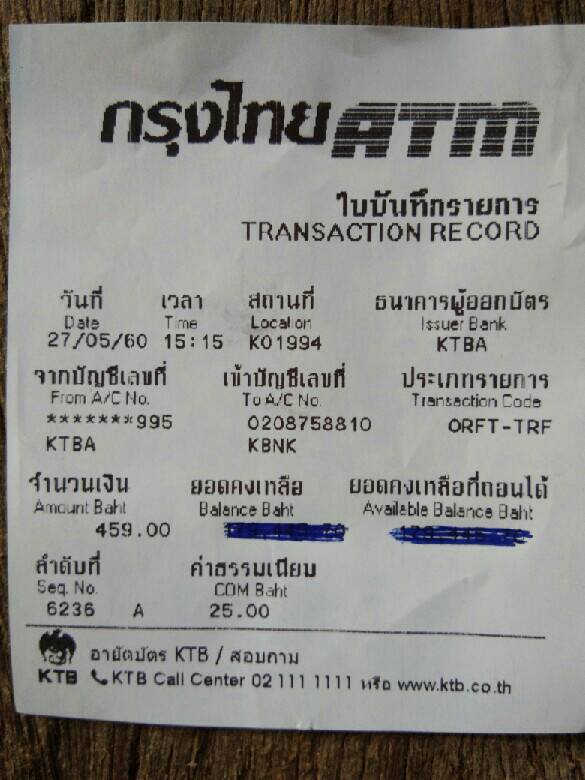 กรุงไทย ATM
ใบบันทึกรายการ
TRANSACTION RECORD
วันที่ เวลา สถานที่ ธนาคารผู้ออกบัตร
Date Time Location Issuer Bank
27/05/60 15:15 K01994 KTBA
จากบัญชีเลขที่ เข้าบัญชีเลขที่ ประเภทรายการ
From A/C No. To A/C No. Transaction Code
*******995 0208758810 ORFT-TRF
KTBA KBNK
จำนวนเงิน ยอดคงเหลือ ยอดคงเหลือที่ถอนได้
Amount Baht Balance Baht Available Balance Baht
459.00
ลำดับที่ ค่าธรรมเนียม
Seq. No. COM Baht
6236 A 25.00
อายัดบัตร KTB / สอบถาม
KTB KTB Call Center 02 111 1111 หรือ www.ktb.co.th